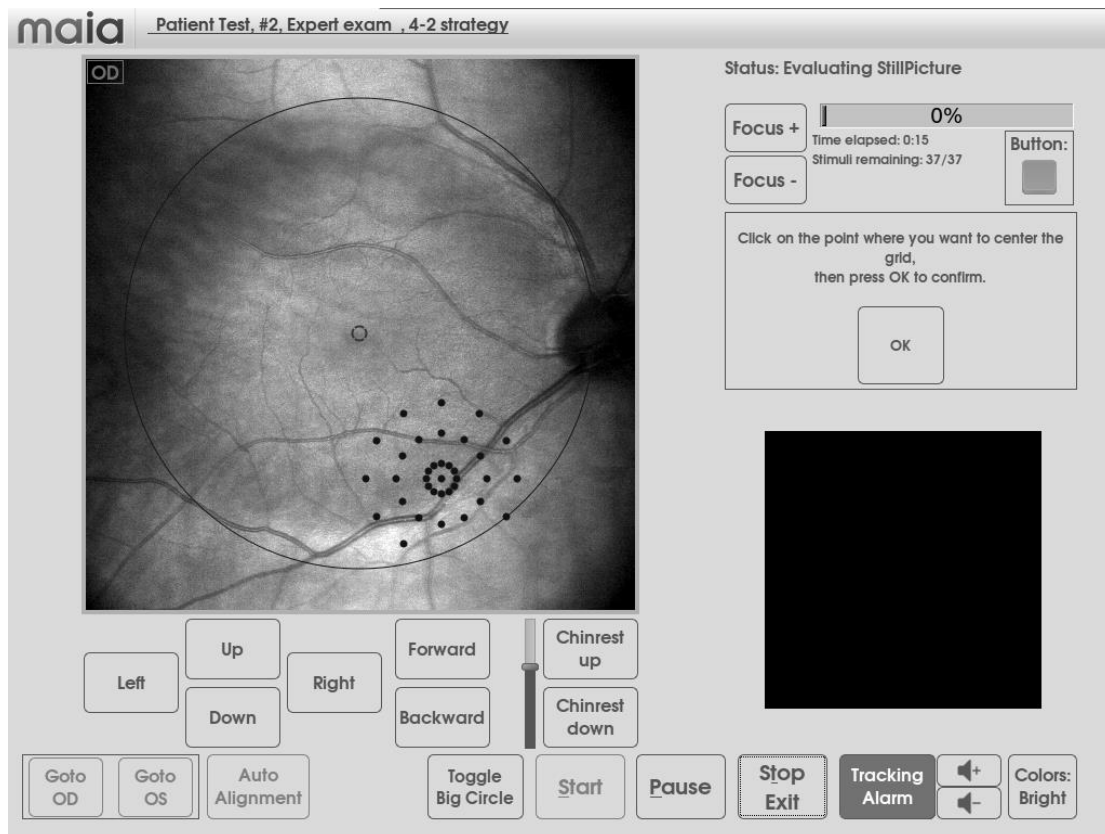 maia
Patient Test, #2, Expert exam , 4-2 strategy
OD
Status: Evaluating StillPicture
Focus +
0%
Time elapsed: 0:15
Stimuli remaining: 37/37
Button:
Focus -
Click on the point where you want to center the
grid,
then press OK to confirm.
OK
Up
Forward
Chinrest
up
Left
Right
Down
Backward
Chinrest
down
Goto
OD
Goto
OS
Auto
Alignment
Toggle
Big Circle
Start
Pause
Stop
Exit
Tracking
Alarm
+
-
Colors:
Bright